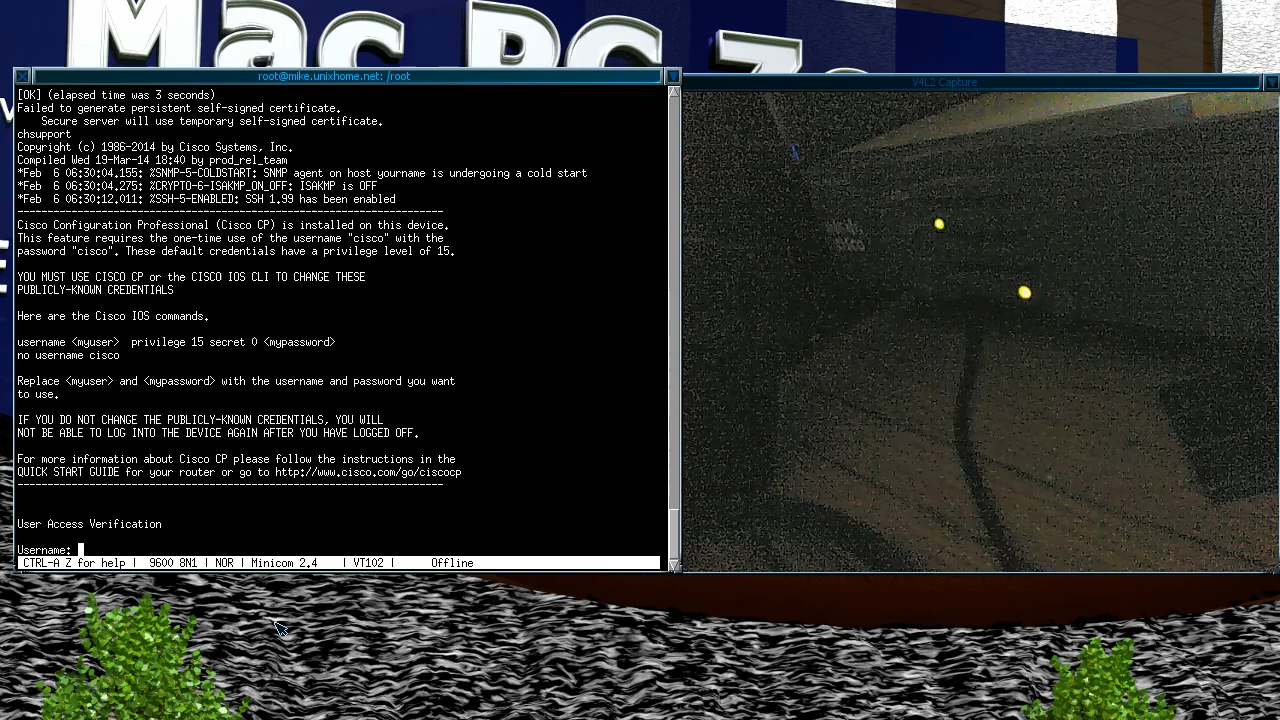 Mac PC Z
root@mike.unixhome.net: /root
[OK] (elapsed time was 3 seconds)
Failed to generate persistent self-signed certificate.
    Secure server will use temporary self-signed certificate.
chsupport
Copyright (c) 1986-2014 by Cisco Systems, Inc.
Compiled Wed 19-Mar-14 18:40 by prod_rel_team
*Feb  6 06:30:04.155: %SNMP-5-COLDSTART: SNMP agent on host yourname is undergoing a cold start
*Feb  6 06:30:04.275: %CRYPTO-6-ISAKMP_ON_OFF: ISAKMP is OFF
*Feb  6 06:30:12.011: %SSH-5-ENABLED: SSH 1.99 has been enabled
-----------------------------------------------------------------------
Cisco Configuration Professional (Cisco CP) is installed on this device.
This feature requires the one-time use of the username "cisco" with the
password "cisco". These default credentials have a privilege level of 15.
YOU MUST USE CISCO CP or the CISCO IOS CLI TO CHANGE THESE
PUBLICLY-KNOWN CREDENTIALS
Here are the Cisco IOS commands.
username <myuser>  privilege 15 secret 0 <mypassword>
no username cisco
Replace <myuser> and <mypassword> with the username and password you want
to use.
IF YOU DO NOT CHANGE THE PUBLICLY-KNOWN CREDENTIALS, YOU WILL
NOT BE ABLE TO LOG INTO THE DEVICE AGAIN AFTER YOU HAVE LOGGED OFF.
For more information about Cisco CP please follow the instructions in the
QUICK START GUIDE for your router or go to http://www.cisco.com/go/ciscocp
-----------------------------------------------------------------------
User Access Verification
Username:
CTRL-A Z for help |  9600 8N1 | NOR | Minicom 2.4    | VT102 |      Offline
V4L2 Capture
CISCO